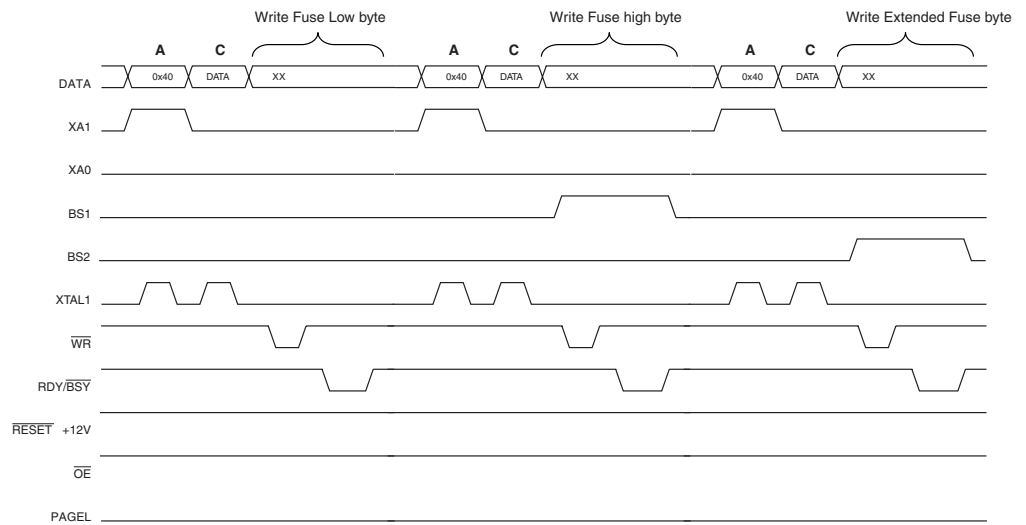 Write Fuse Low byte Write Fuse high byte Write Extended Fuse byte
A C A C A C
DATA 0x40 DATA XX 0x40 DATA XX 0x40 DATA XX
XA1
XA0
BS1
BS2
XTAL1
WR
RDY/BSY
RESET +12V
OE
PAGEL